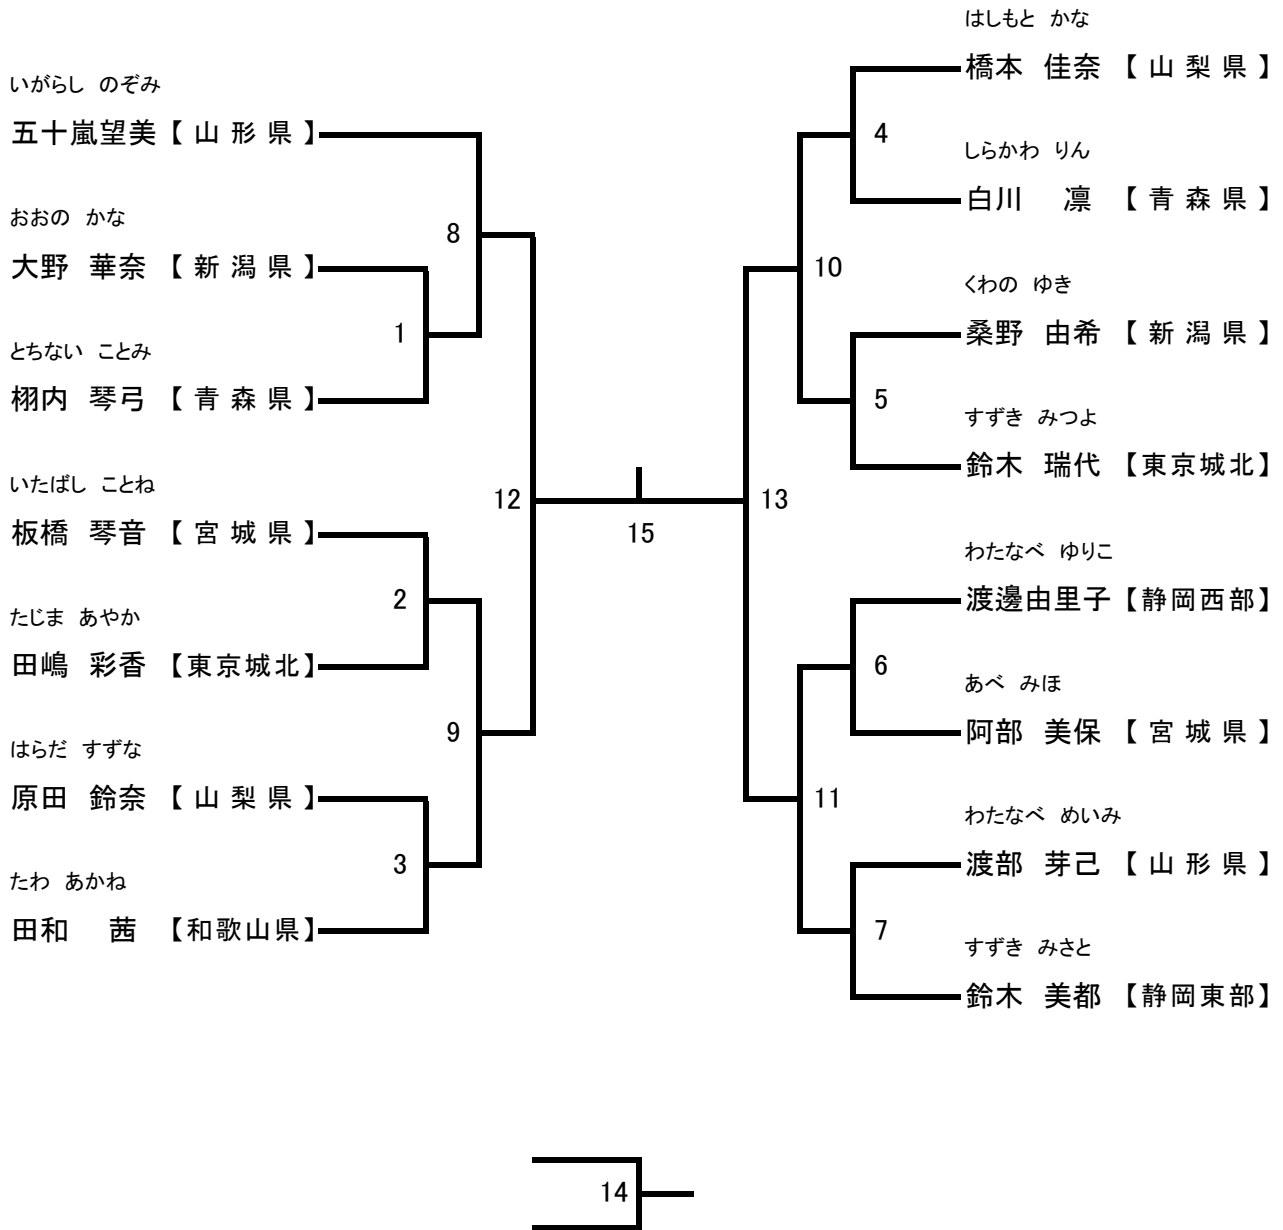 いがらし のぞみ
五十嵐望美【 山 形 県 】
おおの かな
大野 華奈 【 新 潟 県 】
とちない ことみ
栩内 琴弓 【 青 森 県 】
いたばし ことね
板橋 琴音 【 宮 城 県 】
たじま あやか
田嶋 彩香 【東京城北】
はらだ すずな
原田 鈴奈 【 山 梨 県 】
たわ あかね
田和 茜 【和歌山県】
8
1
2
9
3
12
15
13
はしもと かな
橋本 佳奈 【 山 梨 県 】
4
しらかわ りん
白川 凛 【 青 森 県 】
10
くわの ゆき
桑野 由希 【 新 潟 県 】
5
すずき みつよ
鈴木 瑞代 【東京城北】
わたなべ ゆりこ
渡邊由里子【静岡西部】
6
あべ みほ
阿部 美保 【 宮 城 県 】
11
わたなべ めいみ
渡部 芽己 【 山 形 県 】
7
すずき みさと
鈴木 美都 【静岡東部】
14